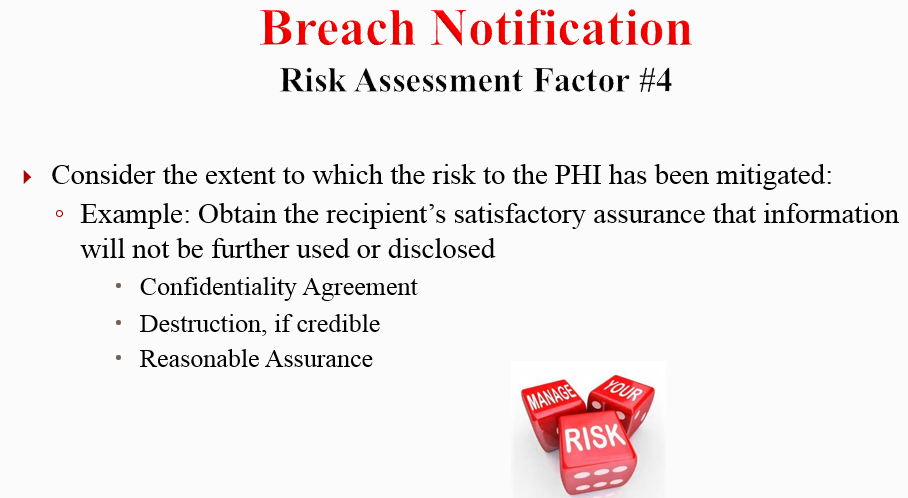 Breach Notification
Risk Assessment Factor #4
Consider the extent to which the risk to the PHI has been mitigated:
Example: Obtain the recipient’s satisfactory assurance that information
will not be further used or disclosed
Confidentiality Agreement
Destruction, if credible
Reasonable Assurance
MANAGE
YOUR
RISK